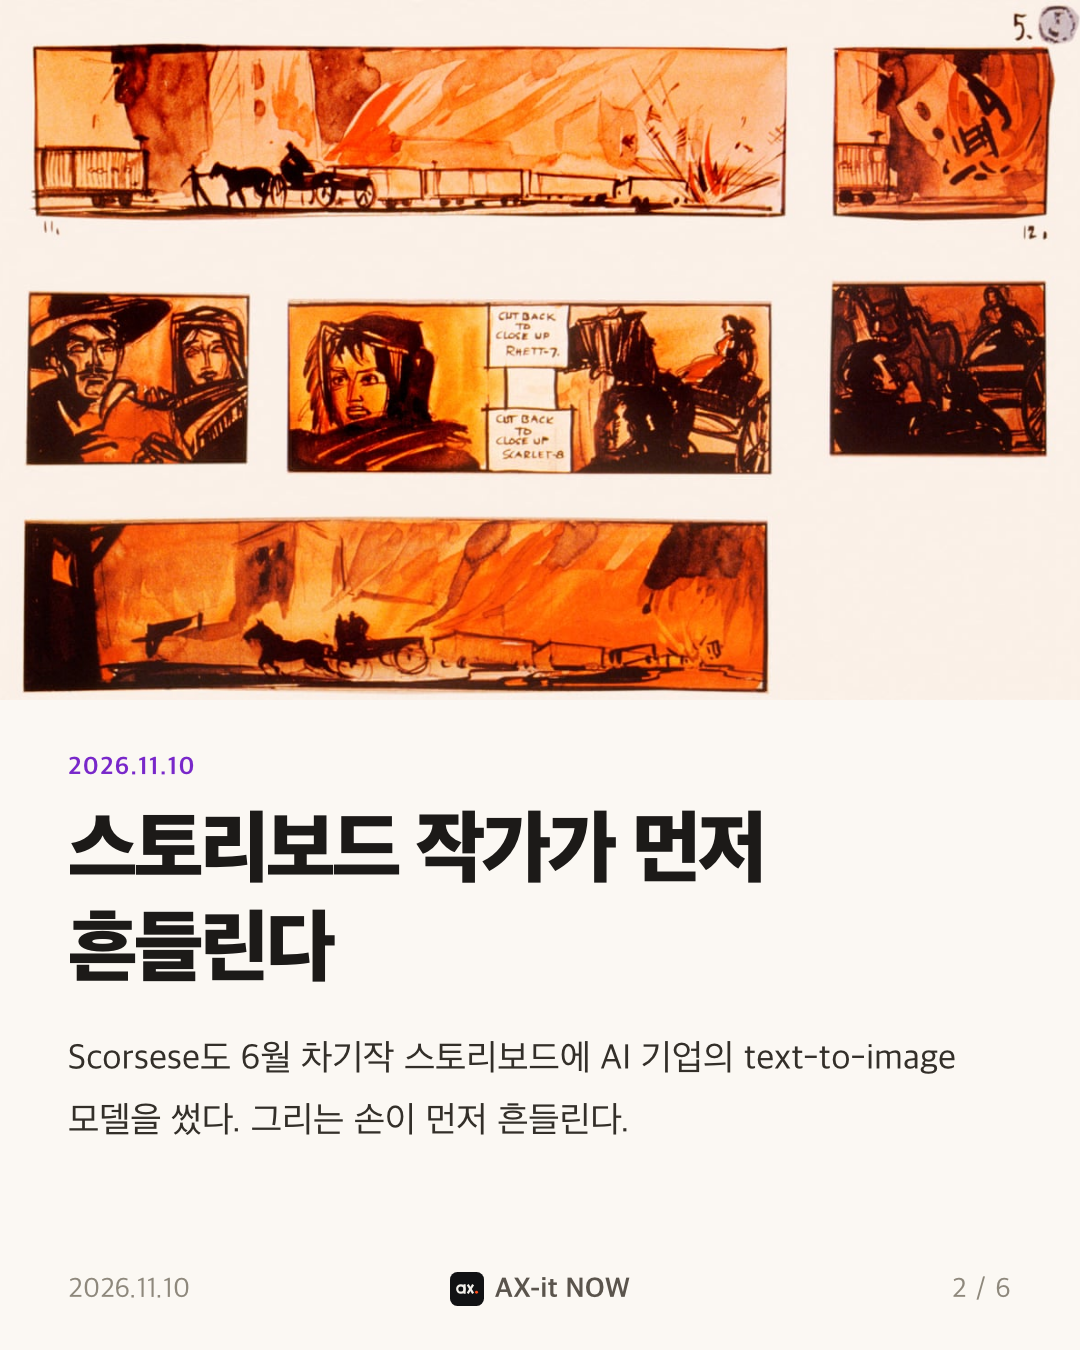 5.
11.
12.
CUT BACK
TO
CLOSE UP
RHETT-7.
CUT BACK
TO
CLOSE UP
SCARLET-8
2026.11.10
스토리보드 작가가 먼저
흔들린다
Scorsese도 6월 차기작 스토리보드에 AI 기업의 text-to-image
모델을 썼다. 그리는 손이 먼저 흔들린다.
2026.11.10
ax.
AX-it NOW
2 / 6